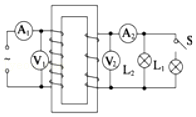 A₁
A₂
S
V₁
V₂
L₂
L₁
~